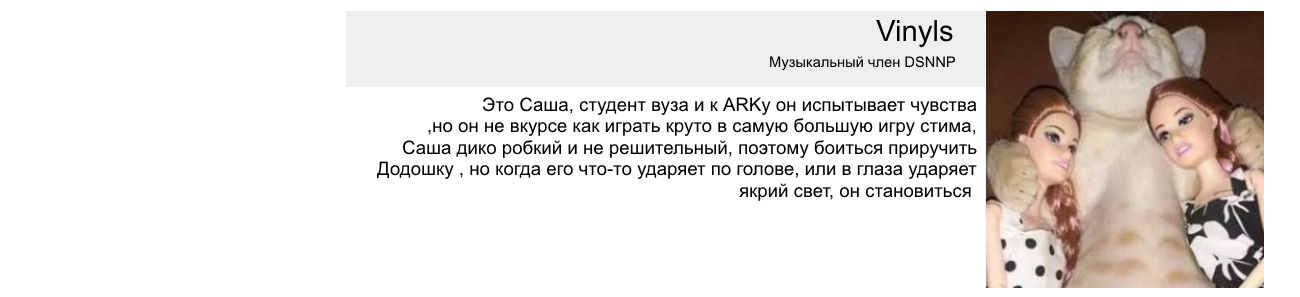 Vinyls
Музыкальный член DSNNP
Это Саша, студент вуза и к ARKу он испытывает чувства
,но он не вкурсе как играть круто в самую большую игру стима,
Саша дико робкий и не решительный, поэтому боиться приручить
Додошку , но когда его что-то ударяет по голове, или в глаза ударяет
якрий свет, он становиться